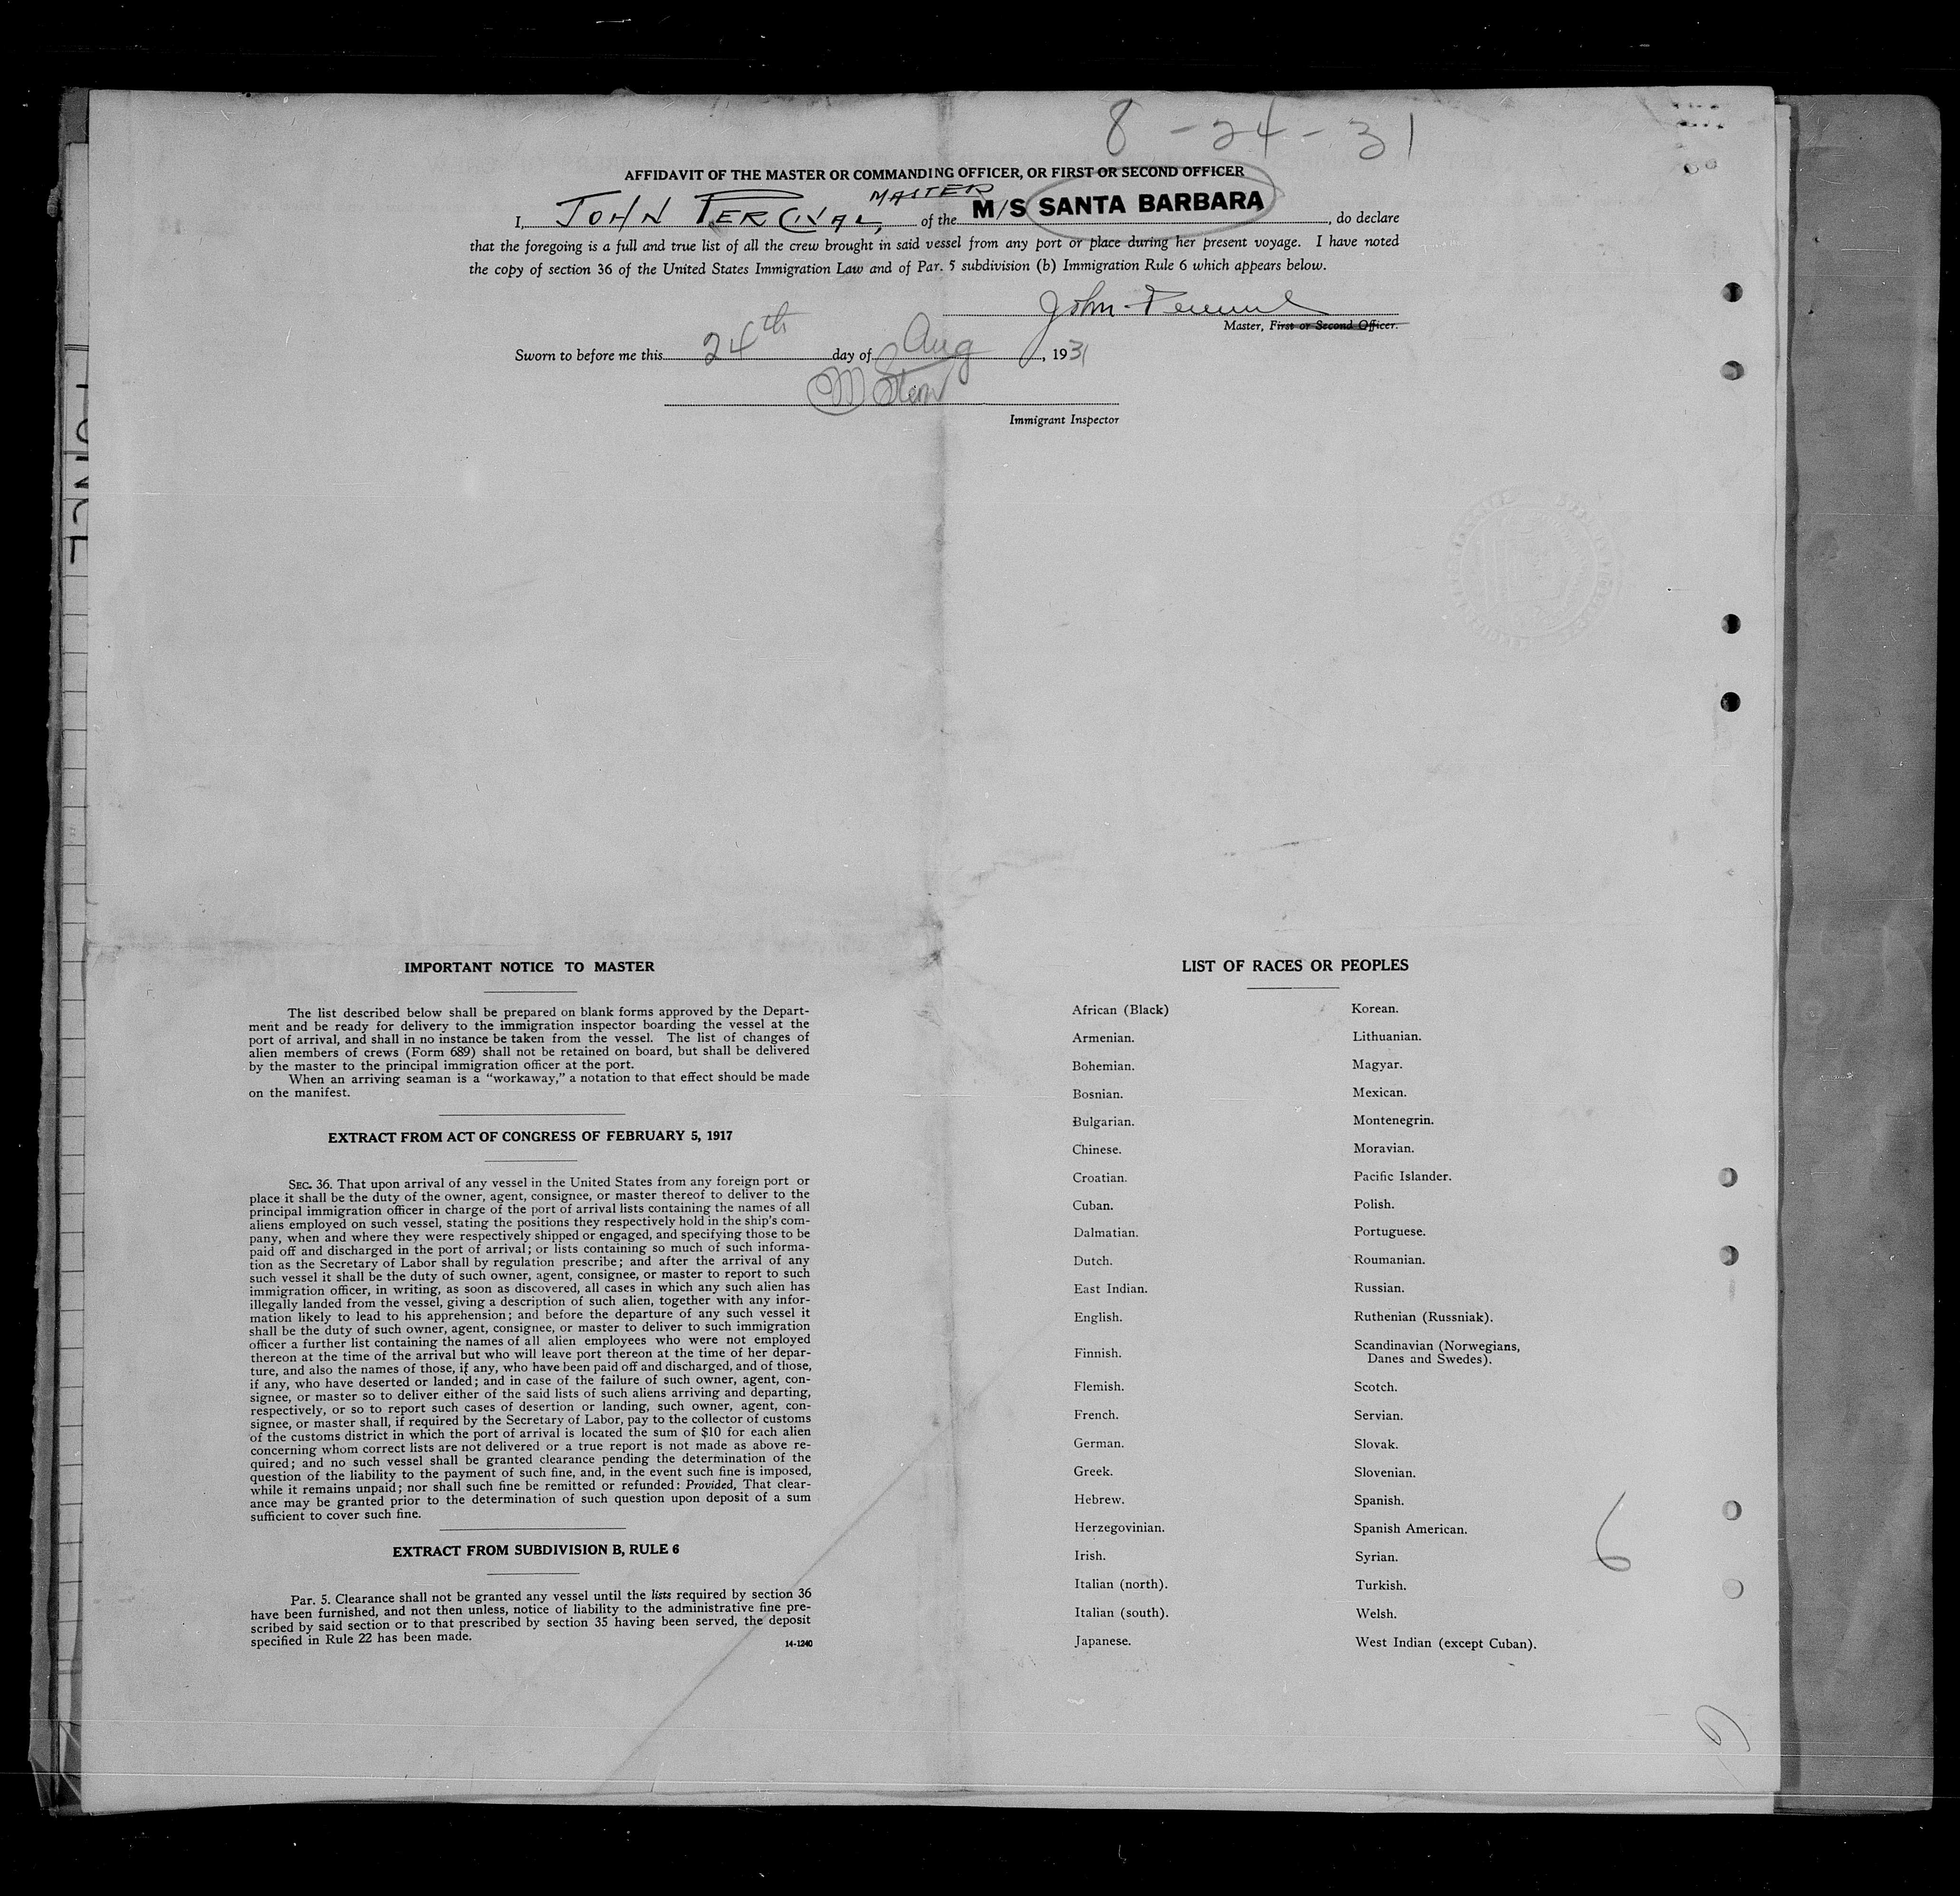 8-24-31
AFFIDAVIT OF THE MASTER OR COMMANDING OFFICER, OR FIRST OR SECOND OFFICER
I, JOHN PERCIVAL, MASTER of the M/S SANTA BARBARA, do declare
that the foregoing is a full and true list of all the crew brought in said vessel from any port or place during her present voyage. I have noted
the copy of section 36 of the United States Immigration Law and of Par. 5 subdivision (b) Immigration Rule 6 which appears below.
John Percival
Master, First or Second Officer.
Sworn to before me this 24th day of Aug, 1931
Immigrant Inspector
IMPORTANT NOTICE TO MASTER
The list described below shall be prepared on blank forms approved by the Depart-
ment and be ready for delivery to the immigration inspector boarding the vessel at the
port of arrival, and shall in no instance be taken from the vessel. The list of changes of
alien members of crews (Form 689) shall not be retained on board, but shall be delivered
by the master to the principal immigration officer at the port.
When an arriving seaman is a "workaway," a notation to that effect should be made
on the manifest.
EXTRACT FROM ACT OF CONGRESS OF FEBRUARY 5, 1917
SEC. 36. That upon arrival of any vessel in the United States from any foreign port or
place it shall be the duty of the owner, agent, consignee, or master thereof to deliver to the
principal immigration officer in charge of the port of arrival lists containing the names of all
aliens employed on such vessel, stating the positions they respectively hold in the ship's com-
pany, when and where they were respectively shipped or engaged, and specifying those to be
paid off and discharged in the port of arrival; or lists containing so much of such informa-
tion as the Secretary of Labor shall by regulation prescribe; and after the arrival of any
such vessel it shall be the duty of such owner, agent, consignee, or master to report to such
immigration officer, in writing, as soon as discovered, all cases in which any such alien has
illegally landed from the vessel, giving a description of such alien, together with any infor-
mation likely to lead to his apprehension; and before the departure of any such vessel it
shall be the duty of such owner, agent, consignee, or master to deliver to such immigration
officer a further list containing the names of all alien employees who were not employed
thereon at the time of the arrival but who will leave port thereon at the time of her depar-
ture, and also the names of those, if any, who have been paid off and discharged, and of those,
if any, who have deserted or landed; and in case of the failure of such owner, agent, con-
signee, or master so to deliver either of the said lists of such aliens arriving and departing,
respectively, or so to report such cases of desertion or landing, such owner, agent, con-
signee, or master shall, if required by the Secretary of Labor, pay to the collector of customs
of the customs district in which the port of arrival is located the sum of $10 for each alien
concerning whom correct lists are not delivered or a true report is not made as above re-
quired; and no such vessel shall be granted clearance pending the determination of the
question of the liability to the payment of such fine, and, in the event such fine is imposed,
while it remains unpaid; nor shall such fine be remitted or refunded: Provided, That clear-
ance may be granted prior to the determination of such question upon deposit of a sum
sufficient to cover such fine.
EXTRACT FROM SUBDIVISION B, RULE 6
Par. 5. Clearance shall not be granted any vessel until the lists required by section 36
have been furnished, and not then unless, notice of liability to the administrative fine pre-
scribed by said section or to that prescribed by section 35 having been served, the deposit
specified in Rule 22 has been made.
14-1240
LIST OF RACES OR PEOPLES
African (Black)
Armenian.
Bohemian.
Bosnian.
Bulgarian.
Chinese.
Croatian.
Cuban.
Dalmatian.
Dutch.
East Indian.
English.
Finnish.
Flemish.
French.
German.
Greek.
Hebrew.
Herzegovinian.
Irish.
Italian (north).
Italian (south).
Japanese.
Korean.
Lithuanian.
Magyar.
Mexican.
Montenegrin.
Moravian.
Pacific Islander.
Polish.
Portuguese.
Roumanian.
Russian.
Ruthenian (Russniak).
Scandinavian (Norwegians,
Danes and Swedes).
Scotch.
Servian.
Slovak.
Slovenian.
Spanish.
Spanish American.
Syrian.
Turkish.
Welsh.
West Indian (except Cuban).
6